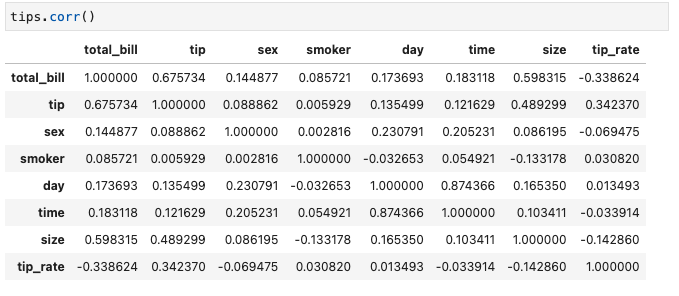 tips.corr()
total_bill tip sex smoker day time size tip_rate
total_bill 1.000000 0.675734 0.144877 0.085721 0.173693 0.183118 0.598315 -0.338624
tip 0.675734 1.000000 0.088862 0.005929 0.135499 0.121629 0.489299 0.342370
sex 0.144877 0.088862 1.000000 0.002816 0.230791 0.205231 0.086195 -0.069475
smoker 0.085721 0.005929 0.002816 1.000000 -0.032653 0.054921 -0.133178 0.030820
day 0.173693 0.135499 0.230791 -0.032653 1.000000 0.874366 0.165350 0.013493
time 0.183118 0.121629 0.205231 0.054921 0.874366 1.000000 0.103411 -0.033914
size 0.598315 0.489299 0.086195 -0.133178 0.165350 0.103411 1.000000 -0.142860
tip_rate -0.338624 0.342370 -0.069475 0.030820 0.013493 -0.033914 -0.142860 1.000000